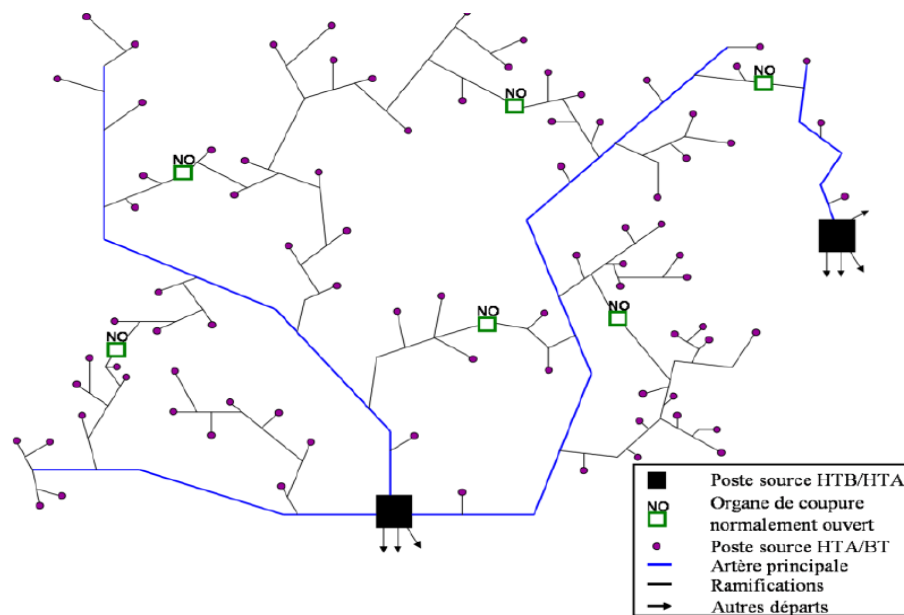 NO
NO
NO
NO
NO
NO
NO
Poste source HTB/HTA
NO
Organe de coupure
normalement ouvert
Poste source HTA/BT
Artère principale
Ramifications
Autres départs